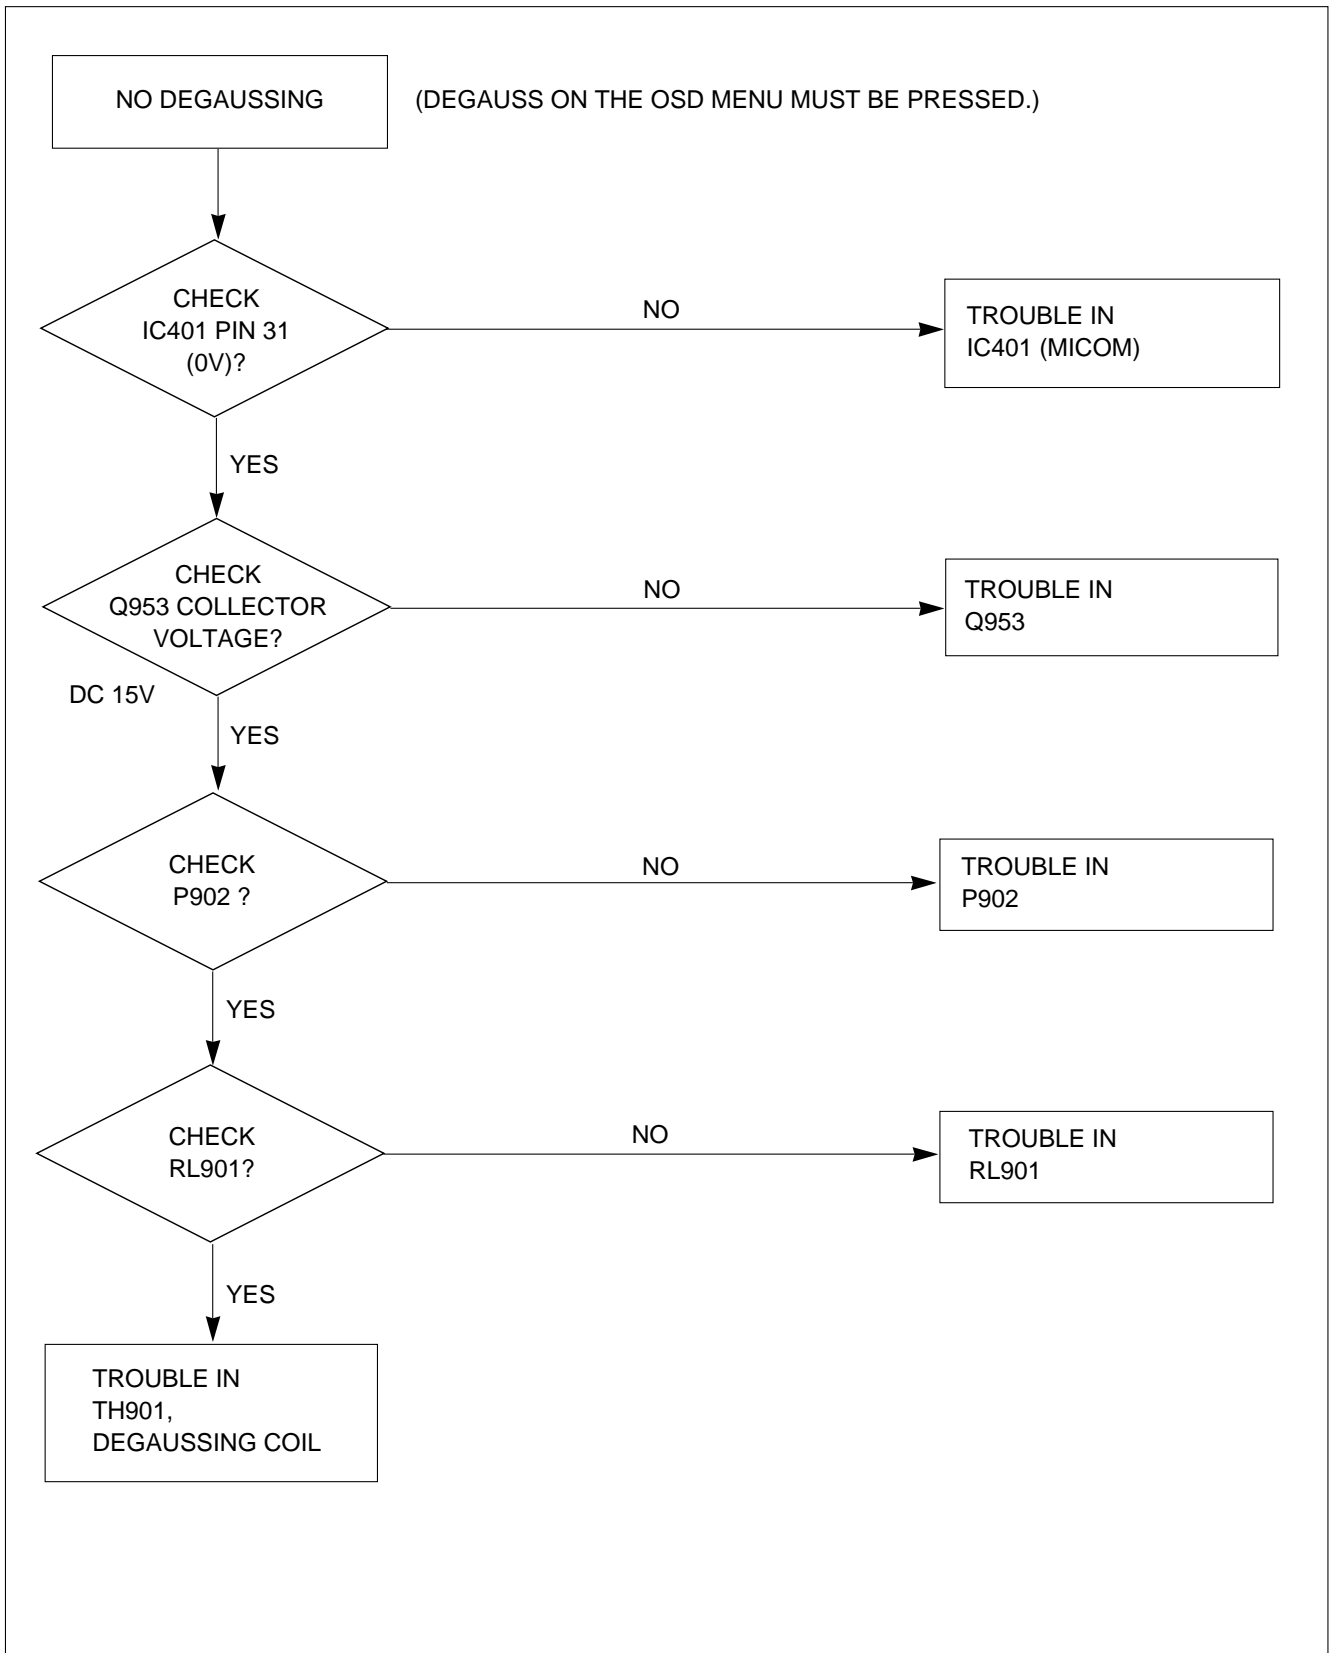 NO DEGAUSSING
(DEGAUSS ON THE OSD MENU MUST BE PRESSED.)
CHECK
IC401 PIN 31
(0V)?
NO
TROUBLE IN
IC401 (MICOM)
YES
CHECK
Q953 COLLECTOR
VOLTAGE?
NO
TROUBLE IN
Q953
DC 15V
YES
CHECK
P902 ?
NO
TROUBLE IN
P902
YES
CHECK
RL901?
NO
TROUBLE IN
RL901
YES
TROUBLE IN
TH901,
DEGAUSSING COIL